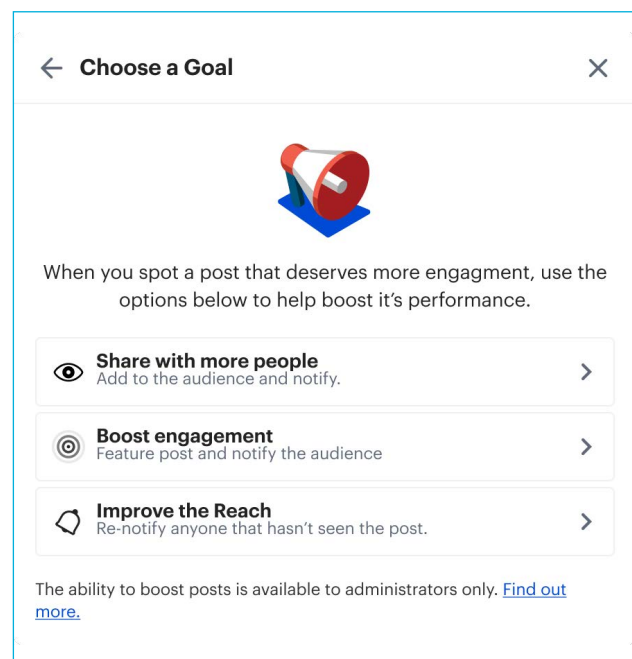 Choose a Goal
When you spot a post that deserves more engagment, use the
options below to help boost it’s performance.
Share with more people
Add to the audience and notify.
Boost engagement
Feature post and notify the audience
Improve the Reach
Re-notify anyone that hasn’t seen the post.
The ability to boost posts is available to administrators only. Find out
more.